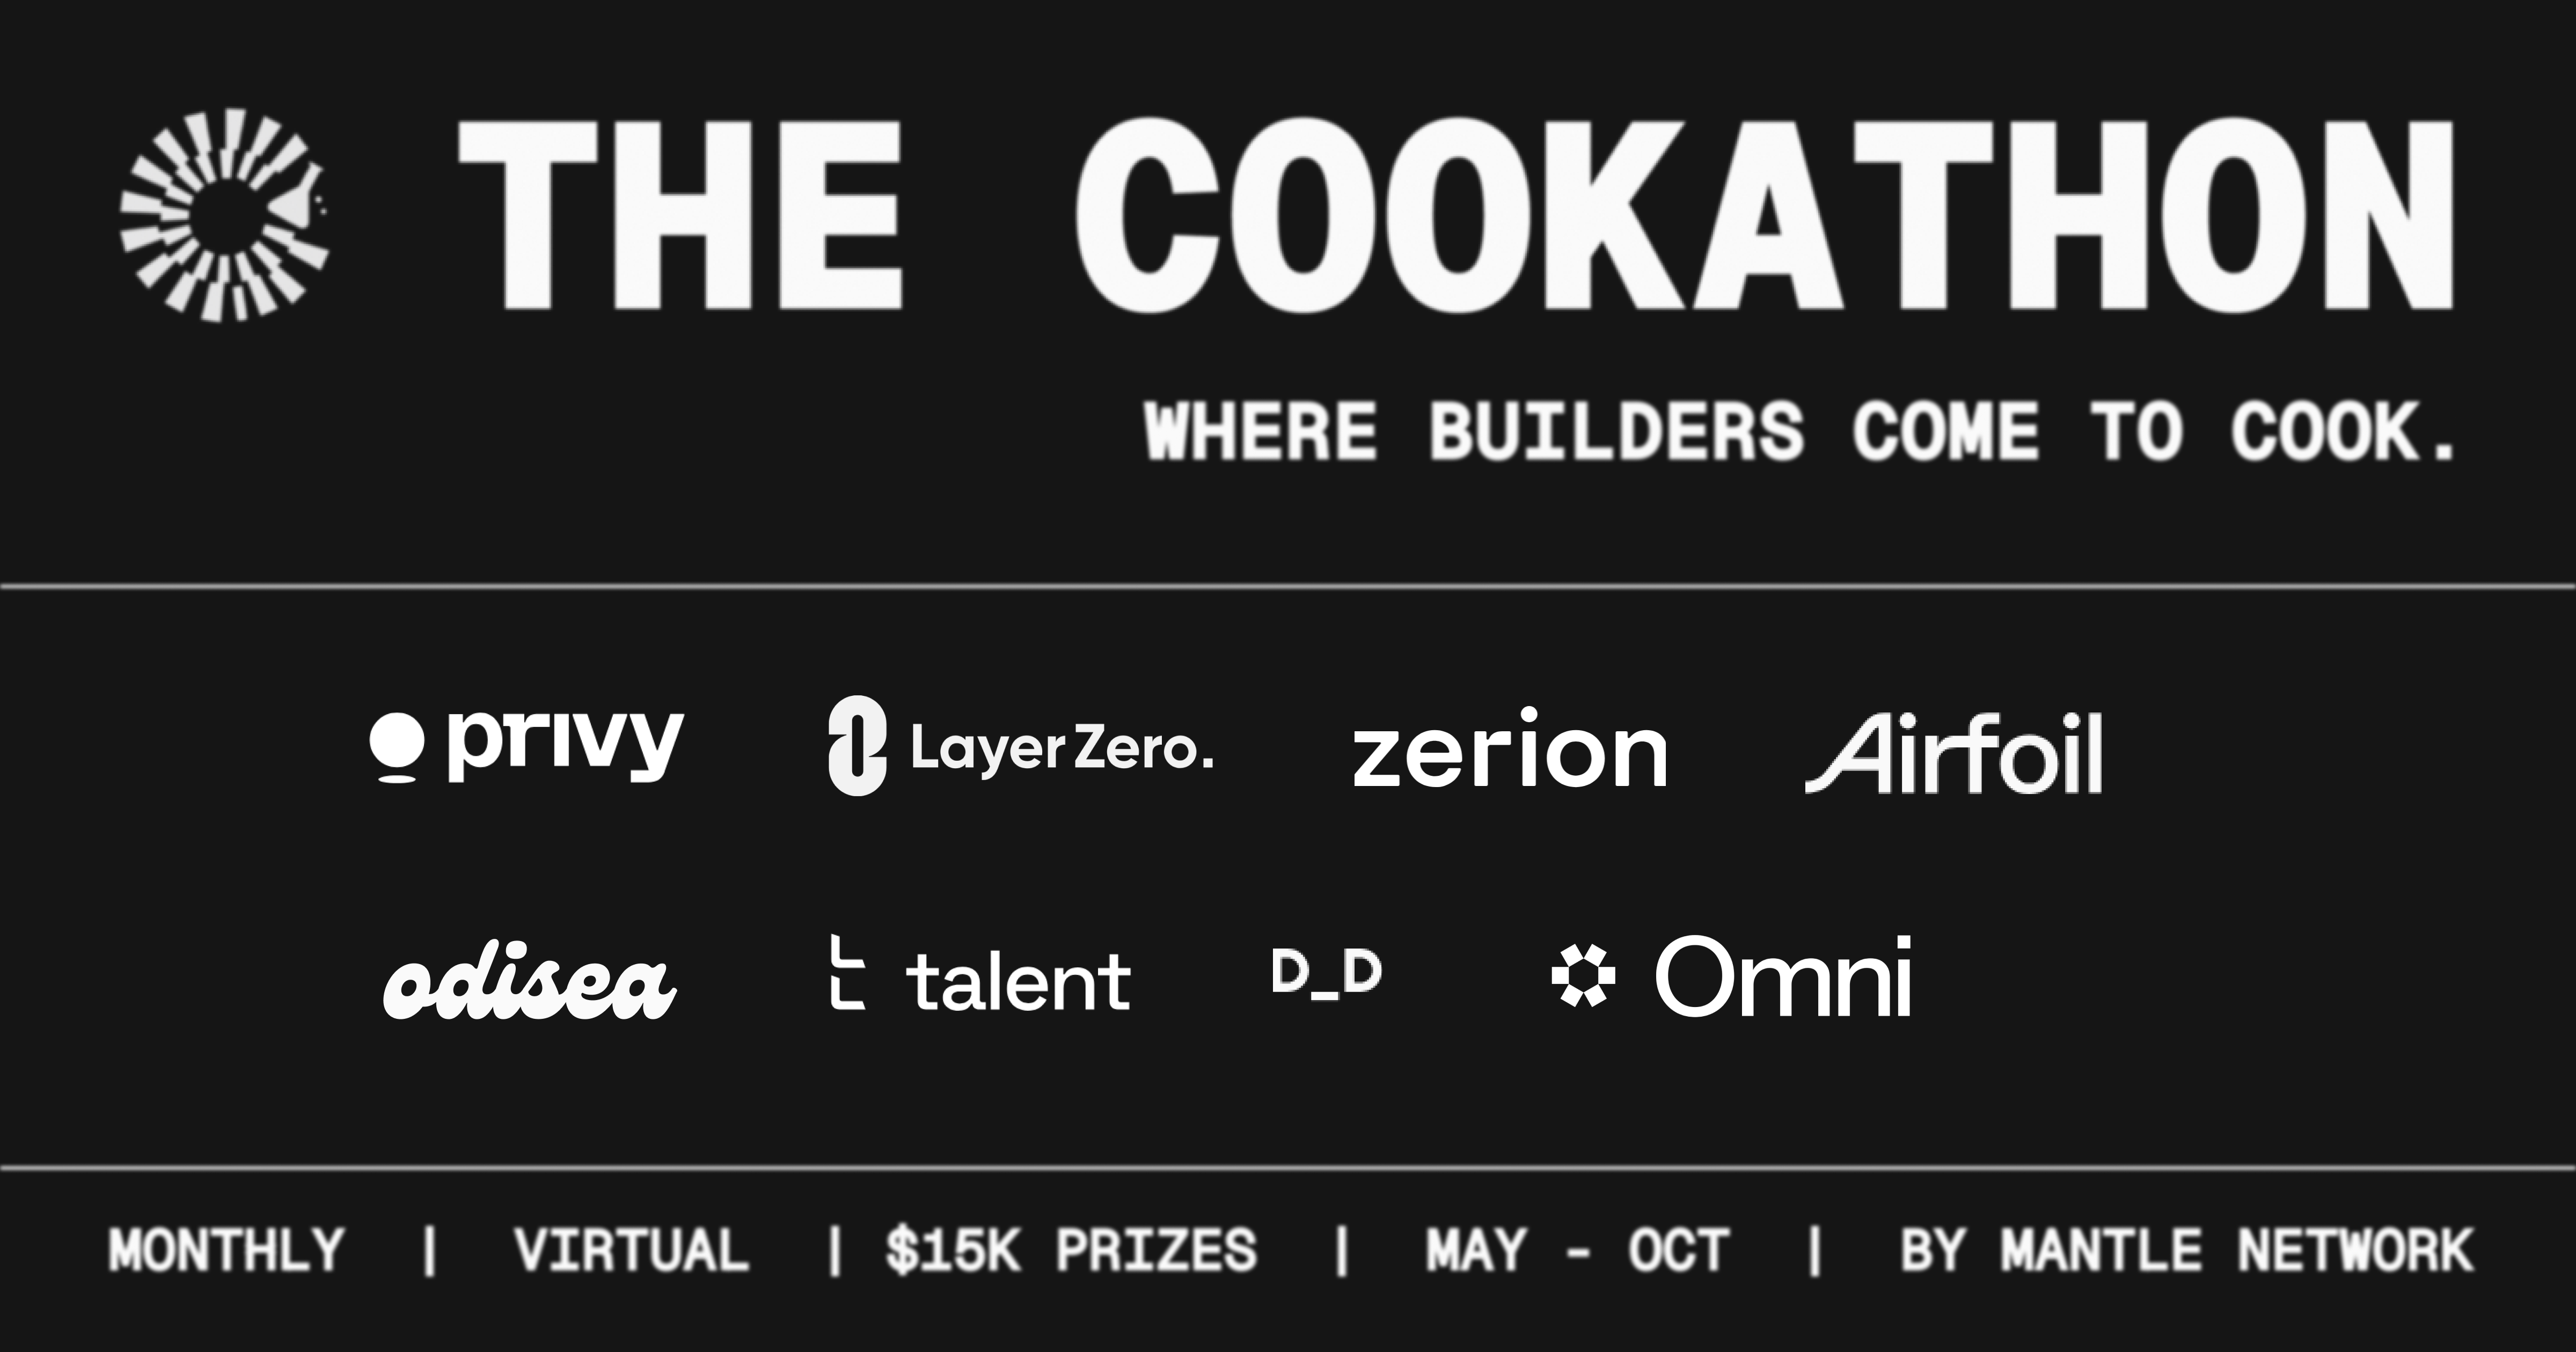 THE COOKATHON
WHERE BUILDERS COME TO COOK.
privy LayerZero. zerion Airfoil
odisea talent D_D Omni
MONTHLY | VIRTUAL | $15K PRIZES | MAY - OCT | BY MANTLE NETWORK